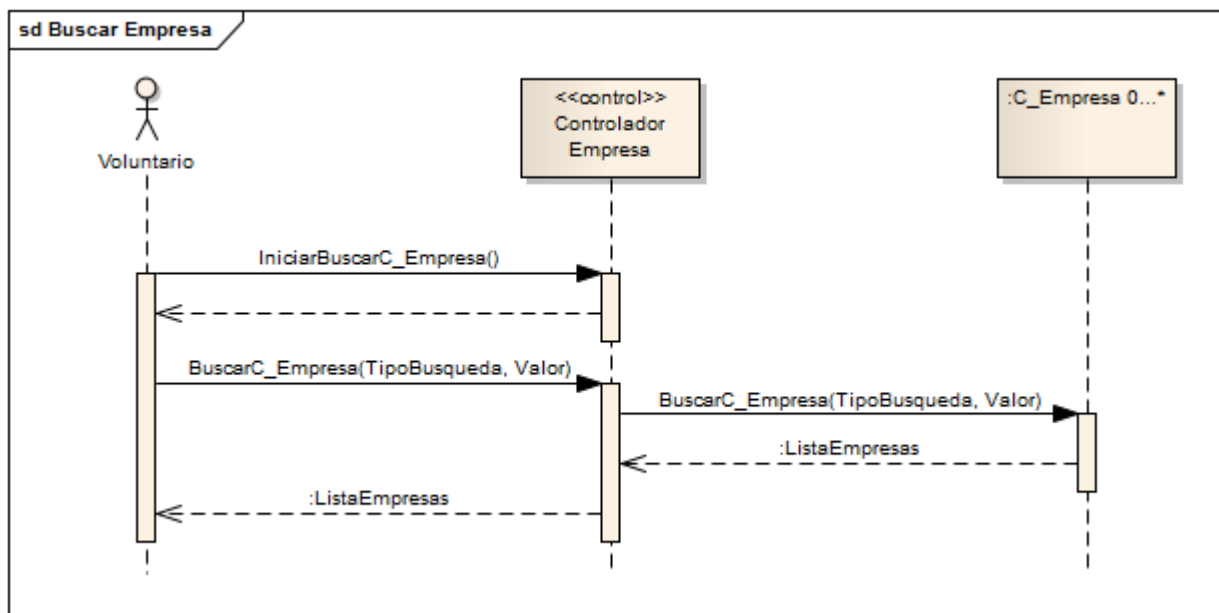 sd Buscar Empresa
Voluntario
<<control>>
Controlador
Empresa
:C_Empresa 0...*
IniciarBuscarC_Empresa()
BuscarC_Empresa(TipoBusqueda, Valor)
BuscarC_Empresa(TipoBusqueda, Valor)
:ListaEmpresas
:ListaEmpresas